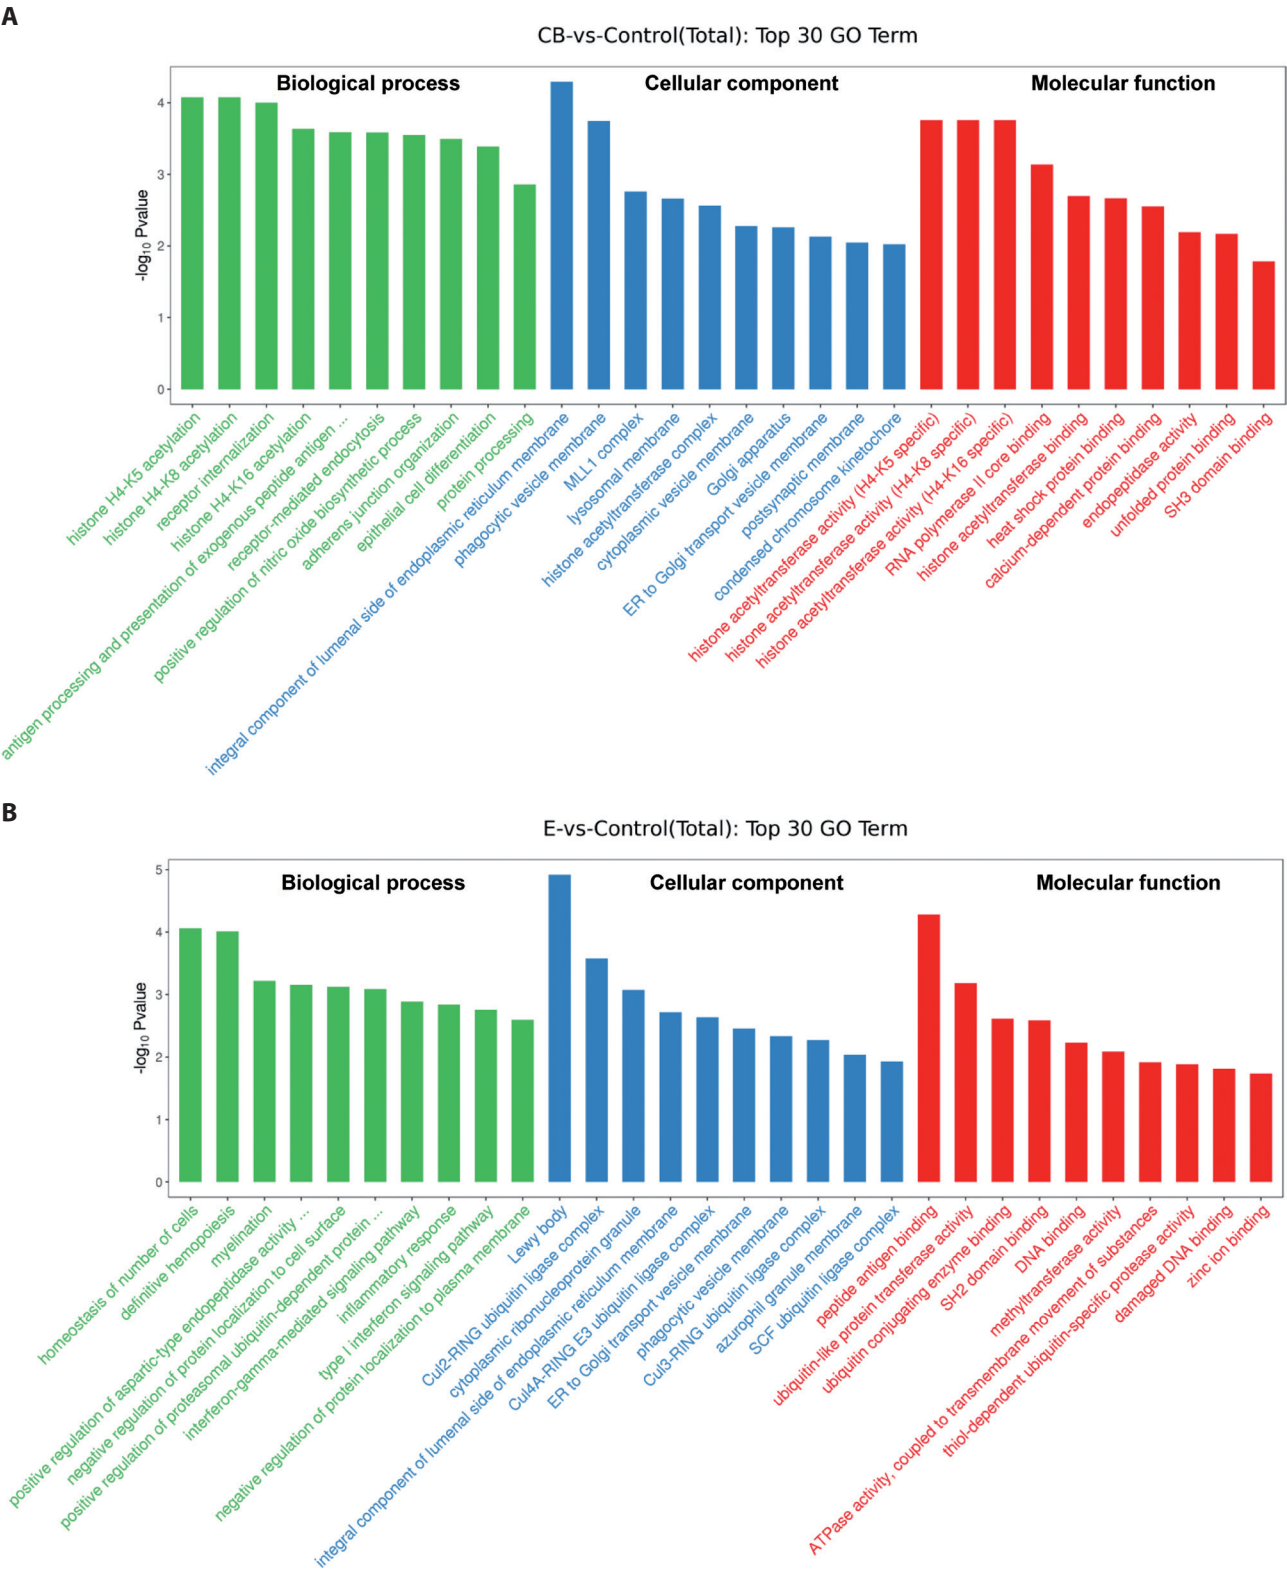 A
CB-vs-Control(Total): Top 30 GO Term
Biological process
Cellular component
Molecular function
-log10 Pvalue
4
3
2
1
0
histone H4-K5 acetylation
histone H4-K8 acetylation
receptor internalization
histone H4-K16 acetylation
antigen processing and presentation of exogenous peptide antigen ...
receptor-mediated endocytosis
positive regulation of nitric oxide biosynthetic process
adherens junction organization
epithelial cell differentiation
protein processing
integral component of lumenal side of endoplasmic reticulum membrane
phagocytic vesicle membrane
MLL1 complex
lysosomal membrane
histone acetyltransferase complex
cytoplasmic vesicle membrane
Golgi apparatus
ER to Golgi transport vesicle membrane
postsynaptic membrane
condensed chromosome kinetochore
histone acetyltransferase activity (H4-K5 specific)
histone acetyltransferase activity (H4-K8 specific)
histone acetyltransferase activity (H4-K16 specific)
RNA polymerase II core binding
histone acetyltransferase binding
heat shock protein binding
calcium-dependent protein binding
endopeptidase activity
unfolded protein binding
SH3 domain binding
B
E-vs-Control(Total): Top 30 GO Term
Biological process
Cellular component
Molecular function
-log10 Pvalue
5
4
3
2
1
0
homeostasis of number of cells
definitive hemopoiesis
myelination
positive regulation of aspartic-type endopeptidase activity ...
negative regulation of protein localization to cell surface
positive regulation of proteasomal ubiquitin-dependent protein ...
interferon-gamma-mediated signaling pathway
inflammatory response
type I interferon signaling pathway
negative regulation of protein localization to plasma membrane
Lewy body
Cul2-RING ubiquitin ligase complex
cytoplasmic ribonucleoprotein granule
integral component of lumenal side of endoplasmic reticulum membrane
Cul4A-RING E3 ubiquitin ligase complex
ER to Golgi transport vesicle membrane
phagocytic vesicle membrane
Cul3-RING ubiquitin ligase complex
azurophil granule membrane
SCF ubiquitin ligase complex
peptide antigen binding
ubiquitin-like protein transferase activity
ubiquitin conjugating enzyme binding
SH2 domain binding
DNA binding
methyltransferase activity
ATPase activity, coupled to transmembrane movement of substances
thiol-dependent ubiquitin-specific protease activity
damaged DNA binding
zinc ion binding